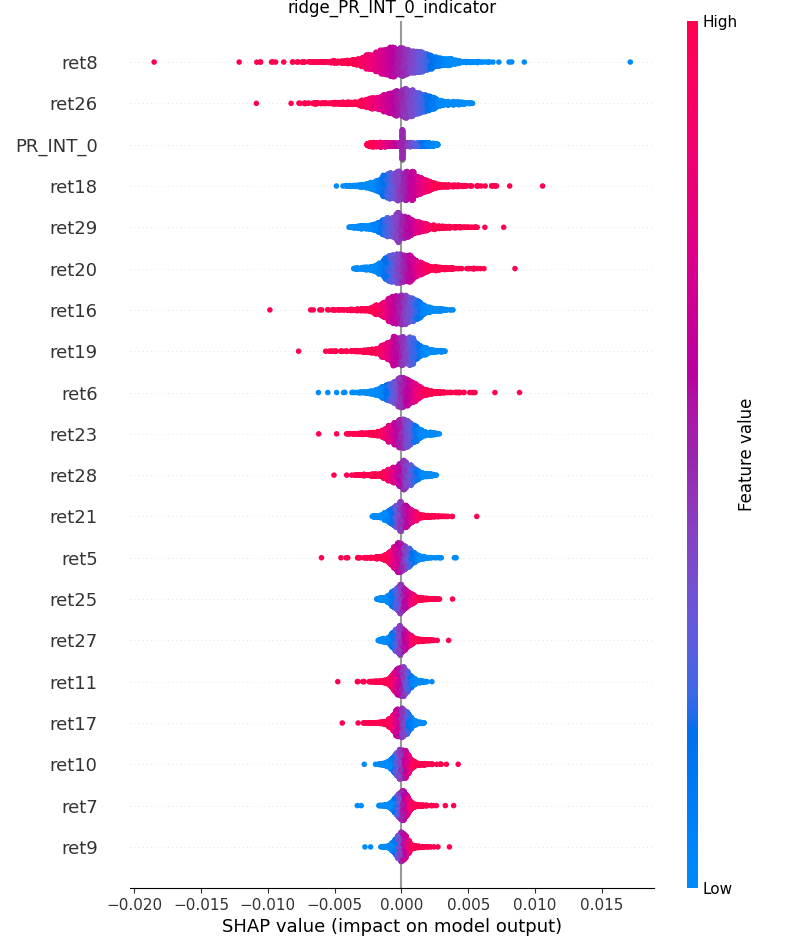 ridge_PR_INT_0_indicator
High
ret8
ret26
PR_INT_0
ret18
ret29
ret20
ret16
ret19
ret6
ret23
ret28
ret21
ret5
ret25
ret27
ret11
ret17
ret10
ret7
ret9
Feature value
Low
−0.020 −0.015 −0.010 −0.005 0.000 0.005 0.010 0.015
SHAP value (impact on model output)